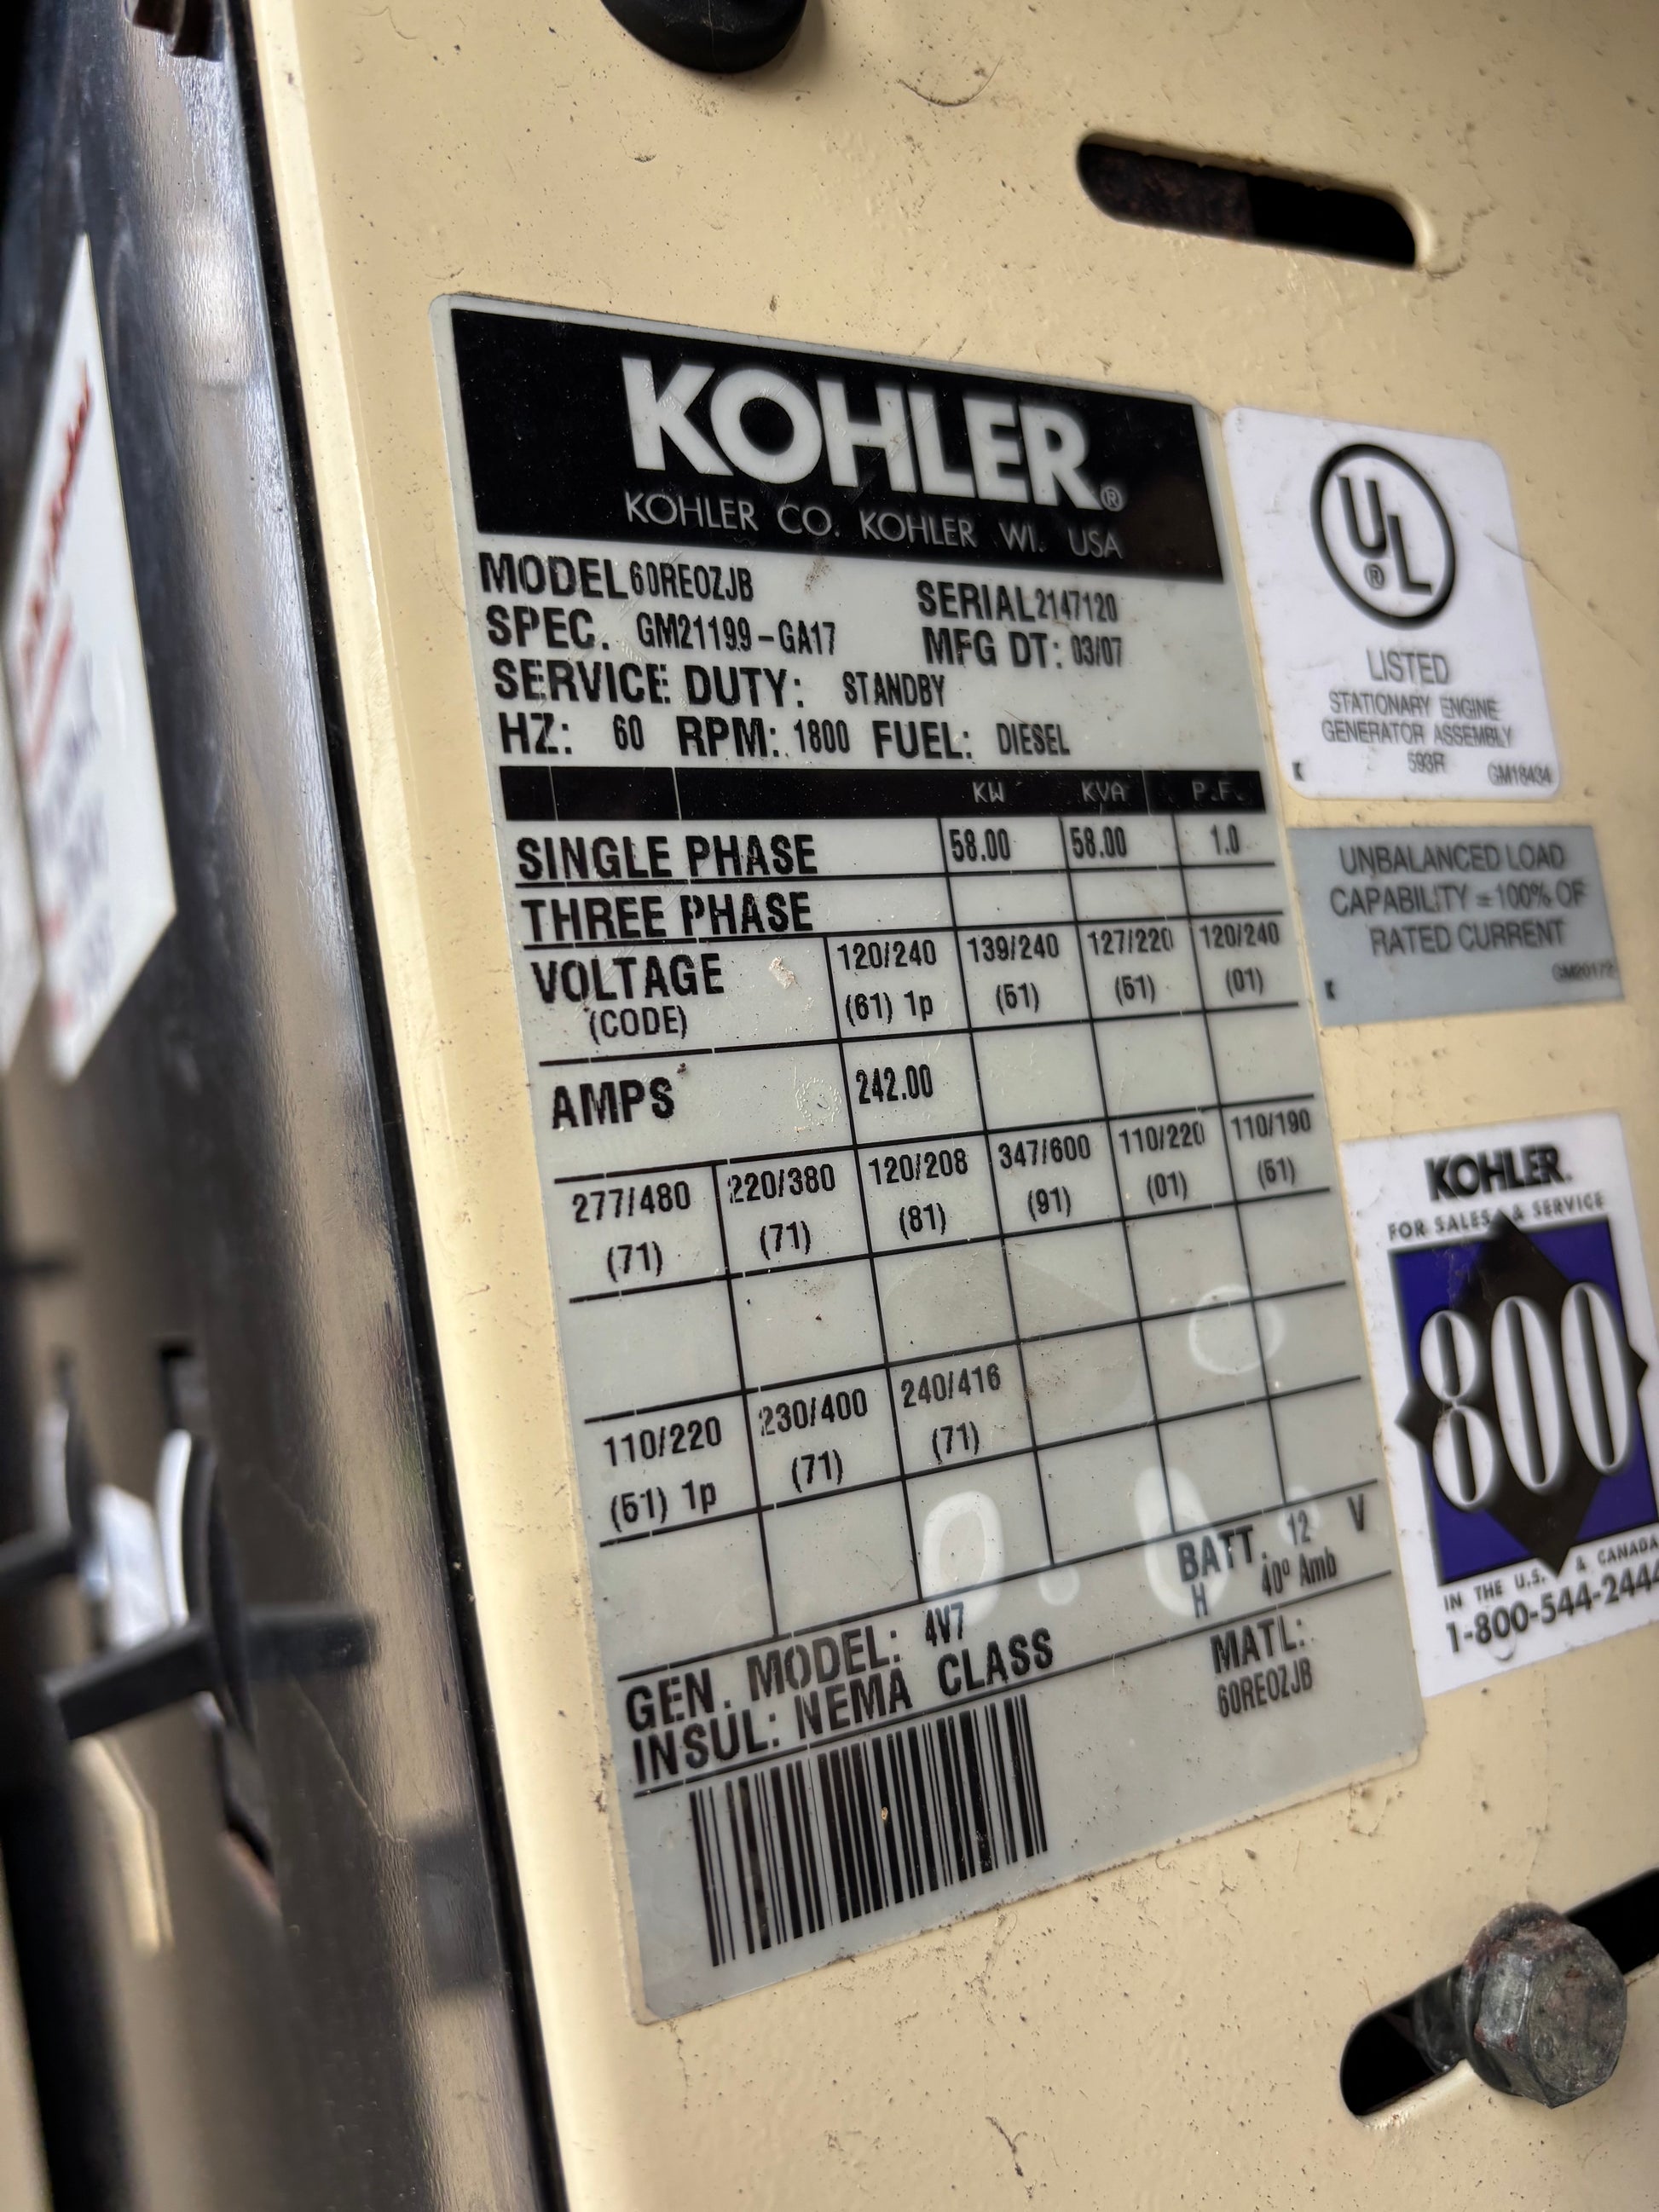 KOHLER®
KOHLER CO. KOHLER WI. USA
MODEL 60REOZJB SERIAL 2147120
SPEC. GM21199-GA17 MFG DT: 03/07
SERVICE DUTY: STANDBY
HZ: 60 RPM: 1800 FUEL: DIESEL
KW KVA P.F.
SINGLE PHASE 58.00 58.00 1.0
THREE PHASE
VOLTAGE 120/240 139/240 127/220 120/240
(CODE) (61) 1p (51) (61) (01)
AMPS 242.00
277/480 220/380 120/208 347/600 110/220 110/190
(71) (71) (81) (91) (01) (61)
110/220 230/400 240/416
(61) 1p (71) (71)
BATT. 12 V
GEN. MODEL: 4V7 H 40º Amb
INSUL: NEMA CLASS
MATL:
60REOZJB
UL®
LISTED
STATIONARY ENGINE
GENERATOR ASSEMBLY
593R GM18434
UNBALANCED LOAD
CAPABILITY = 100% OF
RATED CURRENT
GM20172
KOHLER.
FOR SALES & SERVICE
800
IN THE U.S. & CANADA
1-800-544-2444